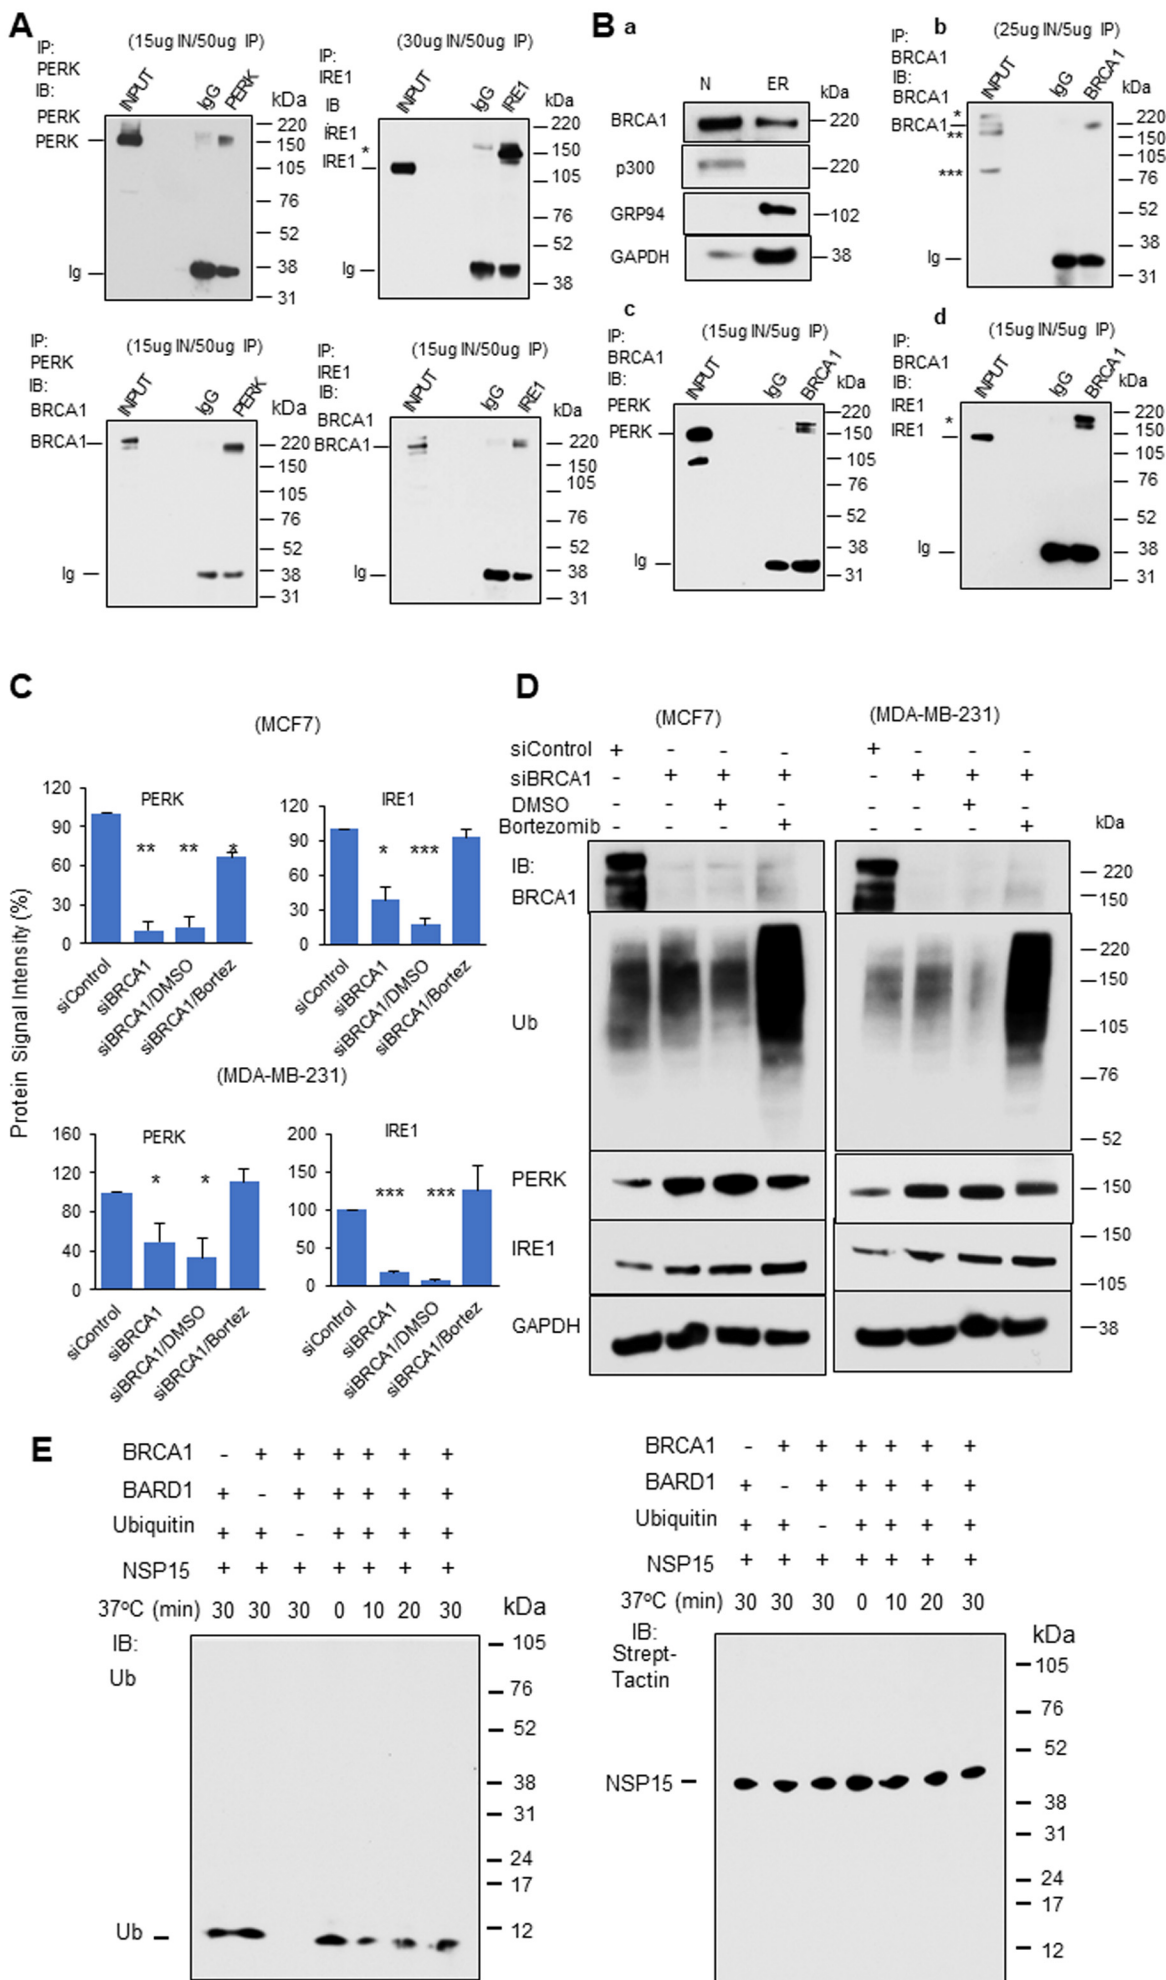 A
IP:
PERK
IB:
PERK
PERK
Ig
(15ug IN/50ug IP)
INPUT
IgG
PERK
kDa
220
150
105
76
52
38
31
IP:
IRE1
IB
:
IRE1
*
IRE1
Ig
(30ug IN/50ug IP)
INPUT
IgG
IRE1
kDa
220
150
105
76
52
38
IP:
PERK
IB:
BRCA1
BRCA1
Ig
(15ug IN/50ug IP)
INPUT
IgG
PERK
kDa
220
150
105
76
52
38
31
IP:
IRE1
IB:
BRCA1
BRCA1
Ig
(15ug IN/50ug IP)
INPUT
IgG
IRE1
kDa
220
150
105
76
52
38
31
B
a
N ER
kDa
BRCA1 220
p300 220
GRP94 102
GAPDH 38
b
IP:
BRCA1
IB:
BRCA1
*
BRCA1
**
***
Ig
(25ug IN/5ug IP)
INPUT
IgG
BRCA1
kDa
220
150
105
76
52
38
31
c
IP:
BRCA1
IB:
PERK
PERK
Ig
(15ug IN/5ug IP)
INPUT
IgG
BRCA1
kDa
220
150
105
76
52
38
31
d
IP:
BRCA1
IB:
IRE1
*
IRE1
Ig
(15ug IN/5ug IP)
INPUT
IgG
BRCA1
kDa
220
150
105
76
52
38
31
C
Protein Signal Intensity (%)
(MCF7)
PERK
120
90
60
30
0
** ** *
siControl
siBRCA1
siBRCA1/DMSO
siBRCA1/Bortez
IRE1
120
90
60
30
0
* ***
siControl
siBRCA1
siBRCA1/DMSO
siBRCA1/Bortez
(MDA-MB-231)
PERK
160
120
80
40
0
* *
siControl
siBRCA1
siBRCA1/DMSO
siBRCA1/Bortez
IRE1
200
150
100
50
0
*** ***
siControl
siBRCA1
siBRCA1/DMSO
siBRCA1/Bortez
D
(MCF7) (MDA-MB-231)
siControl + - - - + - - -
siBRCA1 - + + + - + + +
DMSO - - + - - - + -
Bortezomib - - - + - - - +
kDa
IB:
BRCA1
220
150
Ub
220
150
105
76
52
PERK
150
IRE1
150
105
GAPDH
38
E
BRCA1 - + + + + + +
BARD1 + - + + + + +
Ubiquitin + + - + + + +
NSP15 + + + + + + +
37ºC (min) 30 30 30 0 10 20 30
kDa
IB:
Ub
105
76
52
38
31
24
17
12
Ub
BRCA1 - + + + + + +
BARD1 + - + + + + +
Ubiquitin + + - + + + +
NSP15 + + + + + + +
37ºC (min) 30 30 30 0 10 20 30
kDa
IB:
Strept-
Tactin
105
76
52
NSP15
38
31
24
17
12